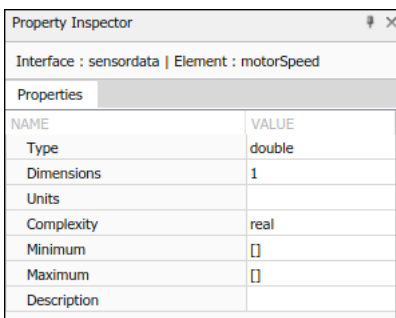 Property Inspector
Interface : sensordata | Element : motorSpeed
Properties
NAME VALUE
Type double
Dimensions 1
Units
Complexity real
Minimum []
Maximum []
Description